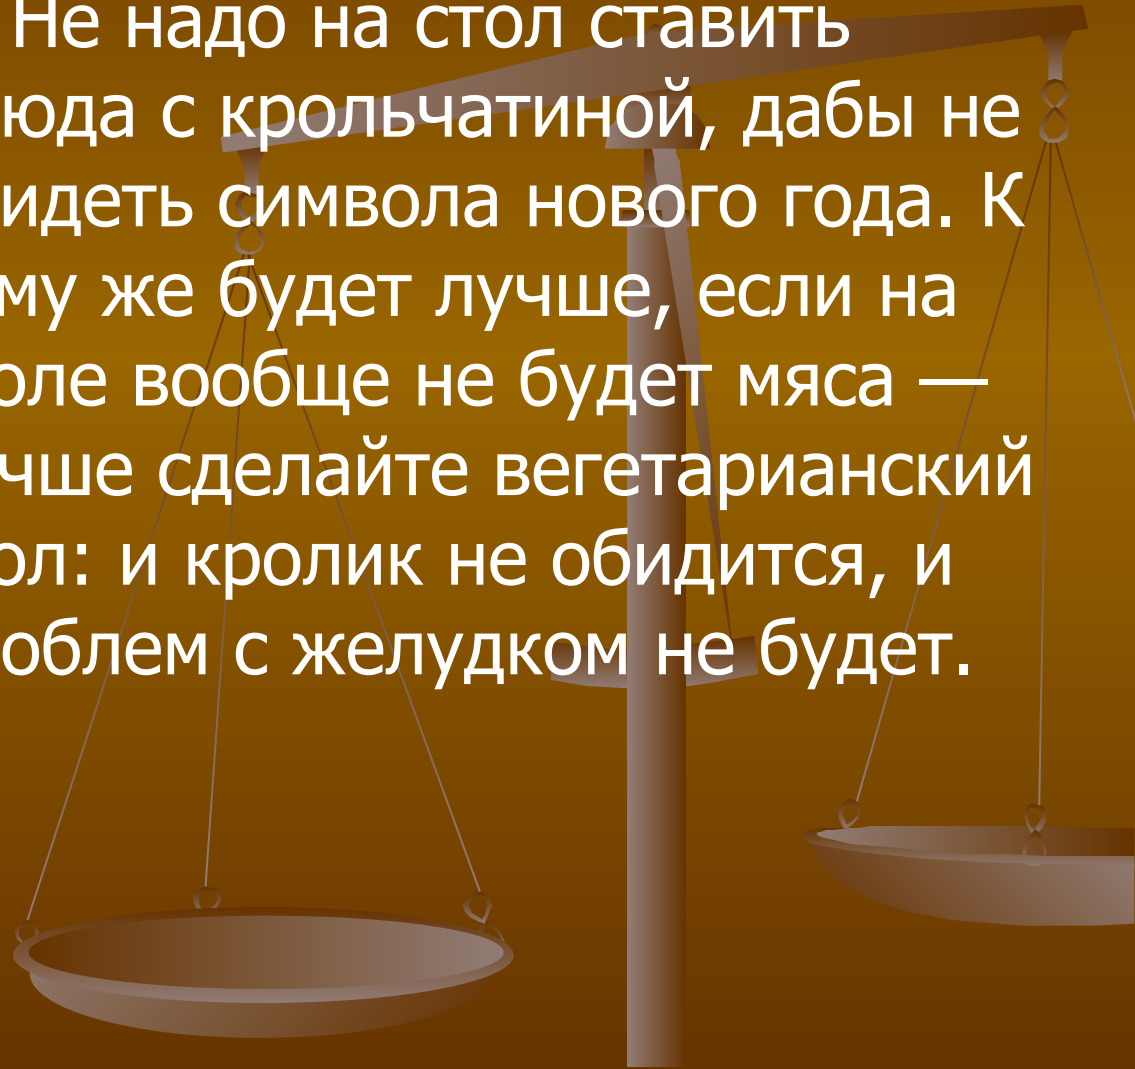 Не надо на стол ставить
юда с крольчатиной, дабы не
идеть символа нового года. К
му же будет лучше, если на
оле вообще не будет мяса —
чше сделайте вегетарианский
ол: и кролик не обидится, и
облем с желудком не будет.